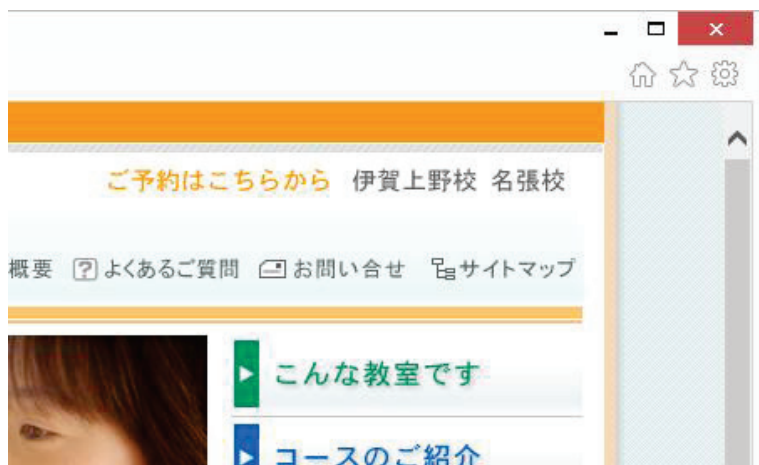 ご予約はこちらから 伊賀上野校 名張校
概要 ? よくあるご質問 お問い合せ サイトマップ
こんな教室です
コースのご紹介